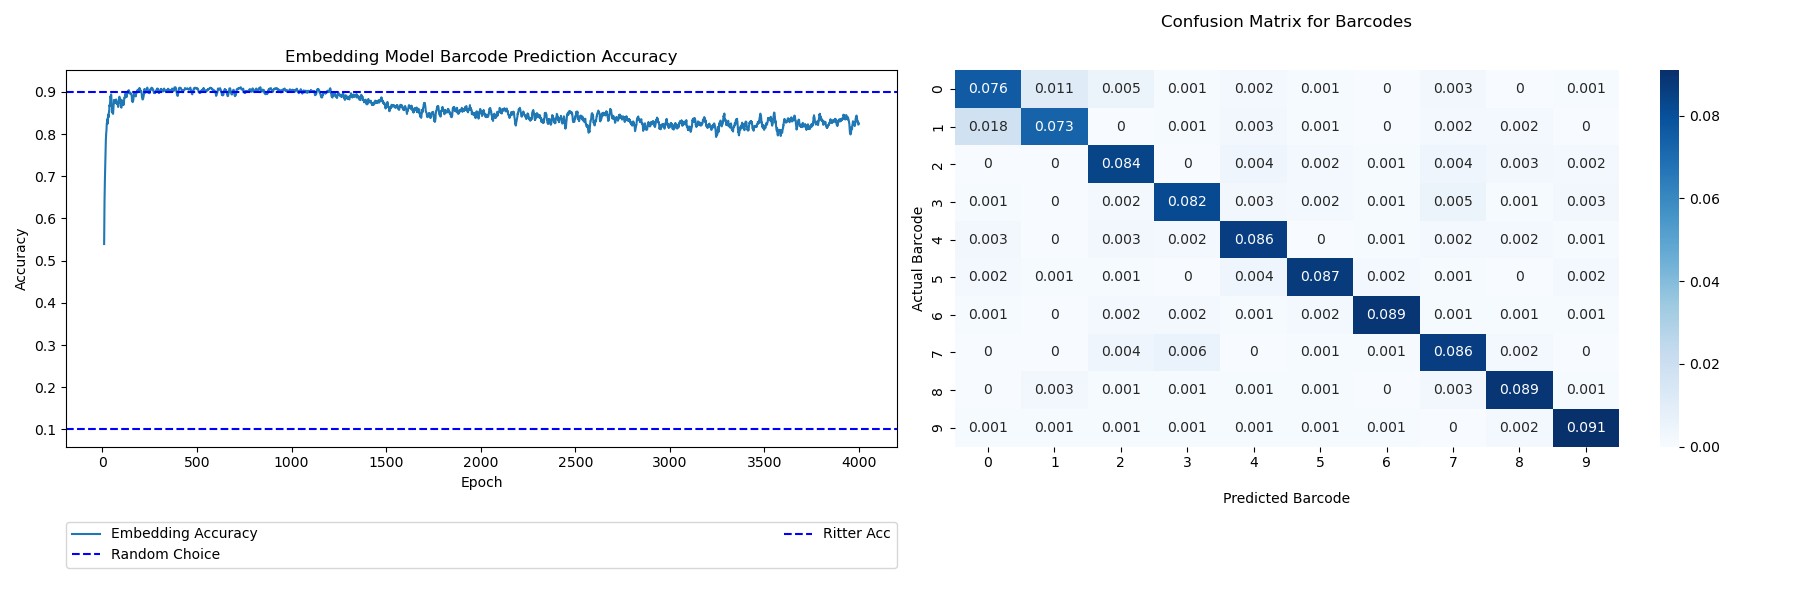 Embedding Model Barcode Prediction Accuracy
Accuracy
0.9
0.8
0.7
0.6
0.5
0.4
0.3
0.2
0.1
0 500 1000 1500 2000 2500 3000 3500 4000
Epoch
Embedding Accuracy
Random Choice
Ritter Acc
Confusion Matrix for Barcodes
Actual Barcode
0 0.076 0.011 0.005 0.001 0.002 0.001 0 0.003 0 0.001
1 0.018 0.073 0 0.001 0.003 0.001 0 0.002 0.002 0
2 0 0 0.084 0 0.004 0.002 0.001 0.004 0.003 0.002
3 0.001 0 0.002 0.082 0.003 0.002 0.001 0.005 0.001 0.003
4 0.003 0 0.003 0.002 0.086 0 0.001 0.002 0.002 0.001
5 0.002 0.001 0.001 0 0.004 0.087 0.002 0.001 0 0.002
6 0.001 0 0.002 0.002 0.001 0.002 0.089 0.001 0.001 0.001
7 0 0 0.004 0.006 0 0.001 0.001 0.086 0.002 0
8 0 0.003 0.001 0.001 0.001 0.001 0 0.003 0.089 0.001
9 0.001 0.001 0.001 0.001 0.001 0.001 0.001 0 0.002 0.091
0 1 2 3 4 5 6 7 8 9
Predicted Barcode
0.08
0.06
0.04
0.02
0.00